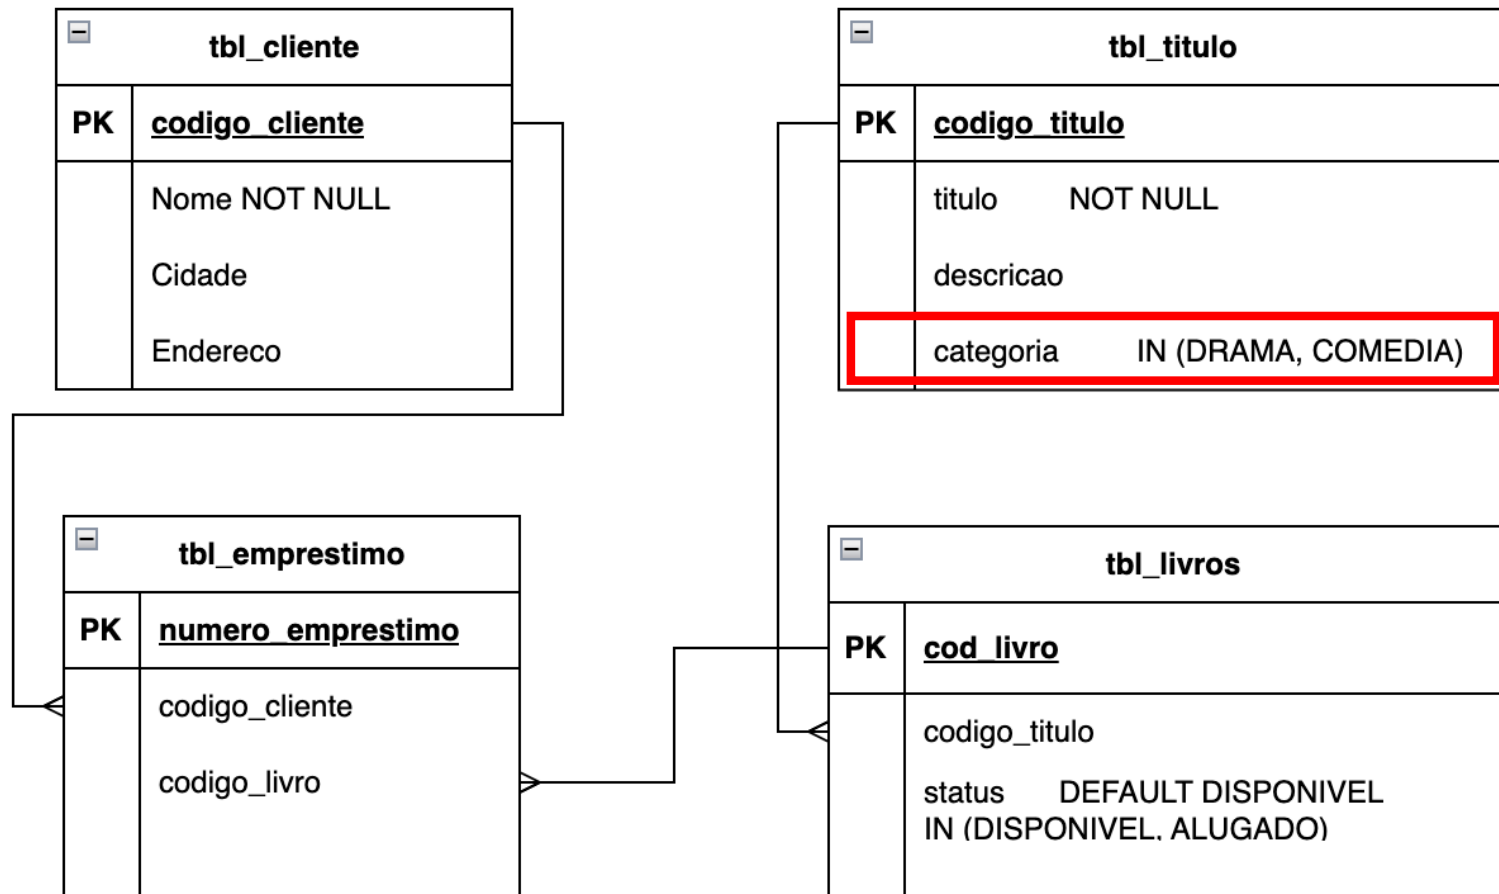 tbl_cliente
PK codigo_cliente
Nome NOT NULL
Cidade
Endereco
tbl_titulo
PK codigo_titulo
titulo NOT NULL
descricao
categoria IN (DRAMA, COMEDIA)
tbl_emprestimo
PK numero_emprestimo
codigo_cliente
codigo_livro
tbl_livros
PK cod_livro
codigo_titulo
status DEFAULT DISPONIVEL
IN (DISPONIVEL, ALUGADO)